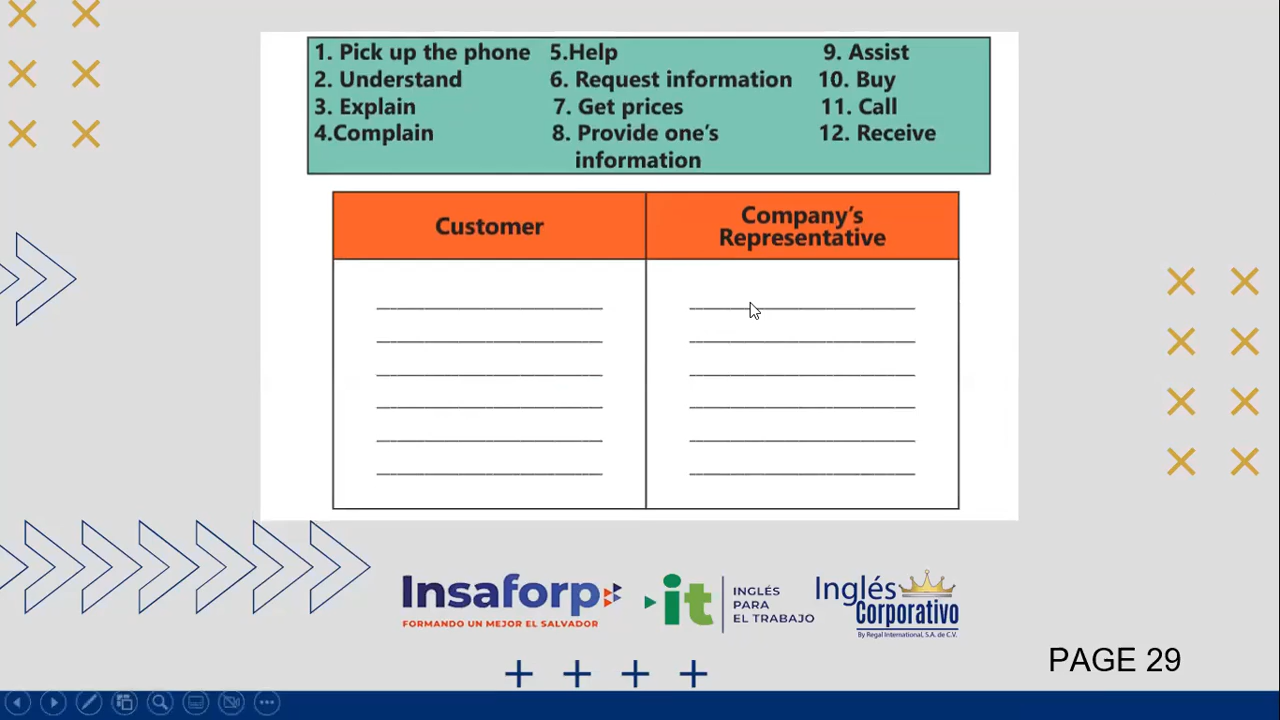 1. Pick up the phone
2. Understand
3. Explain
4.Complain
5.Help
6. Request information
7. Get prices
8. Provide one's
information
9. Assist
10. Buy
11. Call
12. Receive
Customer
Company's
Representative
Insaforp
FORMANDO UN MEJOR EL SALVADOR
it
INGLÉS
PARA
EL TRABAJO
Inglés
Corporativo
By Regal International, S.A. de C.V.
PAGE 29